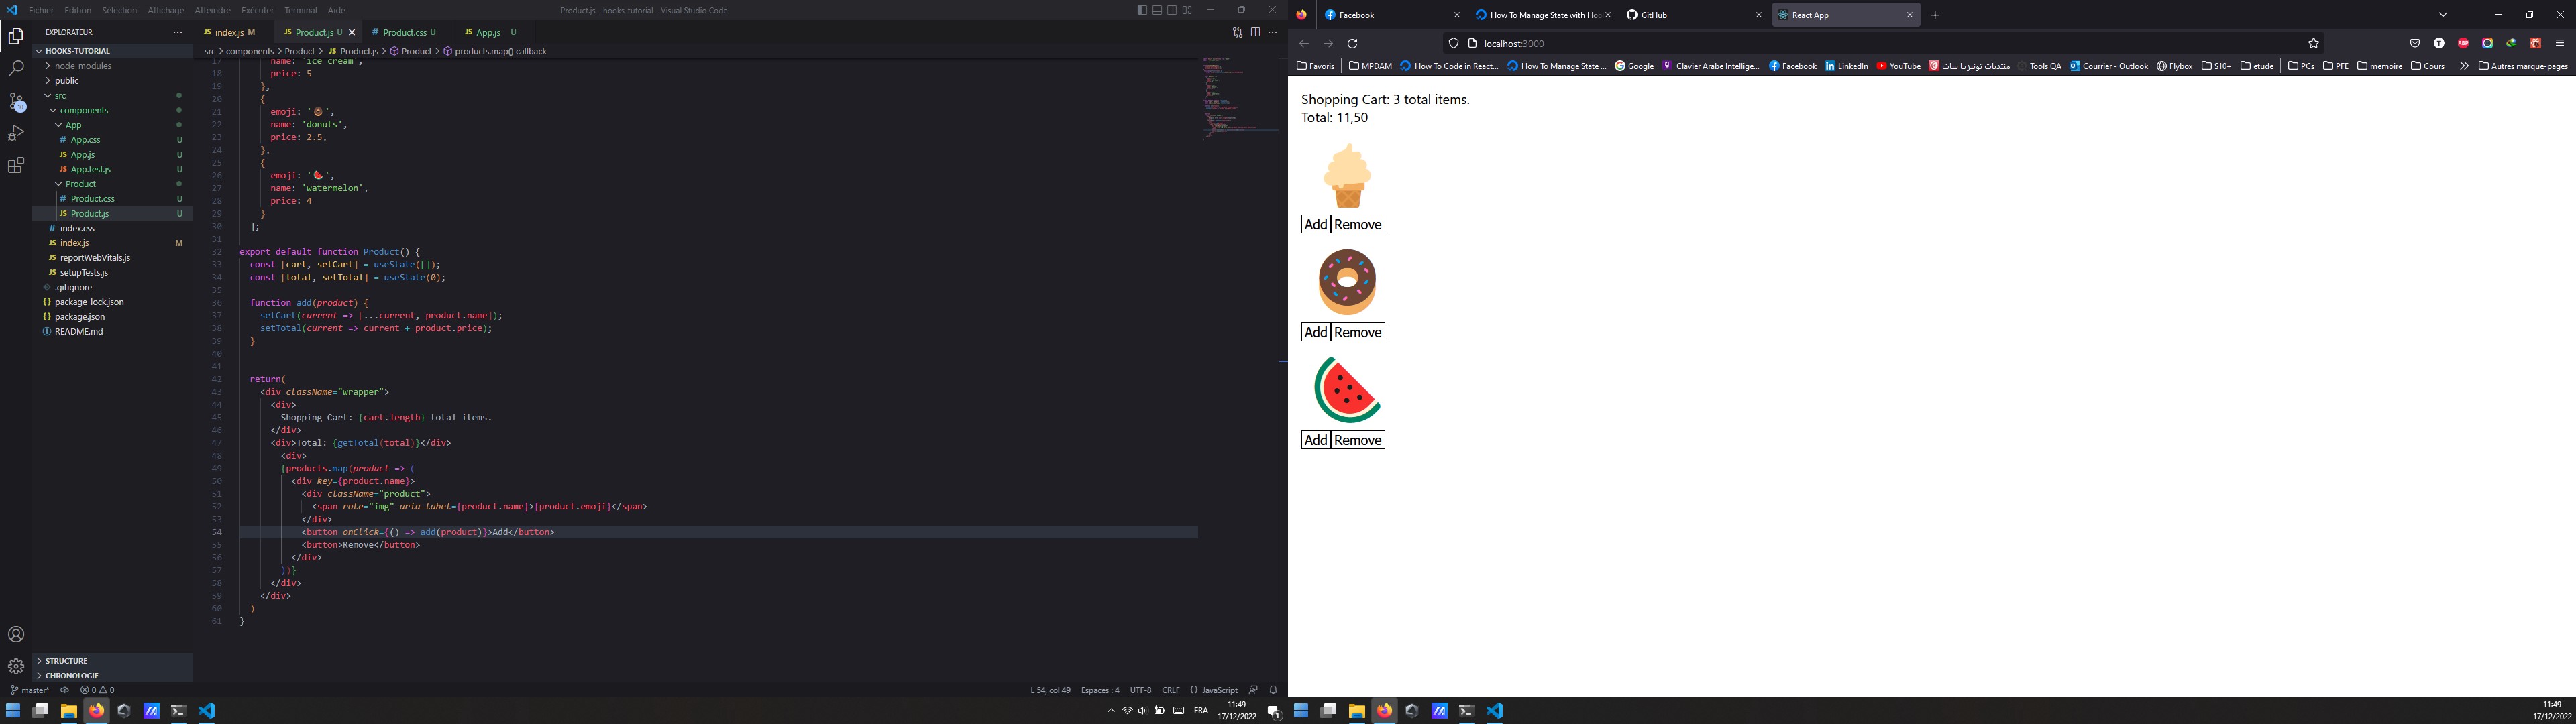 Fichier Edition Sélection Affichage Atteindre Exécuter Terminal Aide
Product.js - hooks-tutorial - Visual Studio Code
EXPLORATEUR
HOOKS-TUTORIAL
node_modules
public
src
components
App
App.css U
App.js U
App.test.js U
Product
Product.css U
Product.js U
index.css
index.js M
reportWebVitals.js
setupTests.js
.gitignore
package-lock.json
package.json
README.md
STRUCTURE
CHRONOLOGIE
index.js M Product.js U Product.css U App.js U
src > components > Product > Product.js > Product > products.map() callback
17 name: 'ice cream',
18 price: 5
19 },
20 {
21 emoji: '🍩',
22 name: 'donuts',
23 price: 2.5,
24 },
25 {
26 emoji: '🍉',
27 name: 'watermelon',
28 price: 4
29 }
30 ];
31
32 export default function Product() {
33 const [cart, setCart] = useState([]);
34 const [total, setTotal] = useState(0);
35
36 function add(product) {
37 setCart(current => [...current, product.name]);
38 setTotal(current => current + product.price);
39 }
40
41
42 return(
43 <div className="wrapper">
44 <div>
45 Shopping Cart: {cart.length} total items.
46 </div>
47 <div>Total: {getTotal(total)}</div>
48 <div>
49 {products.map(product => (
50 <div key={product.name}>
51 <div className="product">
52 <span role="img" aria-label={product.name}>{product.emoji}</span>
53 </div>
54 <button onClick={() => add(product)}>Add</button>
55 <button>Remove</button>
56 </div>
57 ))}
58 </div>
59 </div>
60 )
61 }
master* 0 0 L 54, col 49 Espaces : 4 UTF-8 CRLF {} JavaScript
FRA 11:49 17/12/2022
Facebook How To Manage State with Hoo GitHub React App
localhost:3000
Favoris MPDAM How To Code in React... How To Manage State ... Google Clavier Arabe Intellige... Facebook LinkedIn YouTube منتديات تونيزيا سات Tools QA Courrier - Outlook Flybox S10+ etude PCs PFE memoire Cours Autres marque-pages
Shopping Cart: 3 total items.
Total: 11,50
Add Remove
Add Remove
Add Remove
11:49
17/12/2022